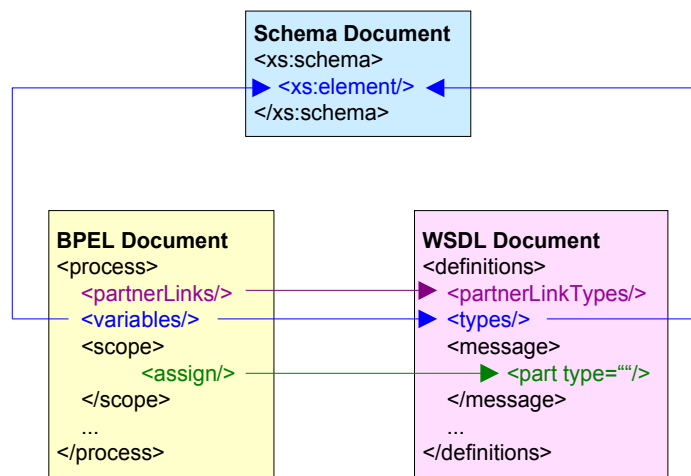 Schema Document
<xs:schema>
<xs:element/>
</xs:schema>
BPEL Document
<process>
<partnerLinks/>
<variables/>
<scope>
<assign/>
</scope>
...
</process>
WSDL Document
<definitions>
<partnerLinkTypes/>
<types/>
<message>
<part type=““/>
</message>
...
</definitions>